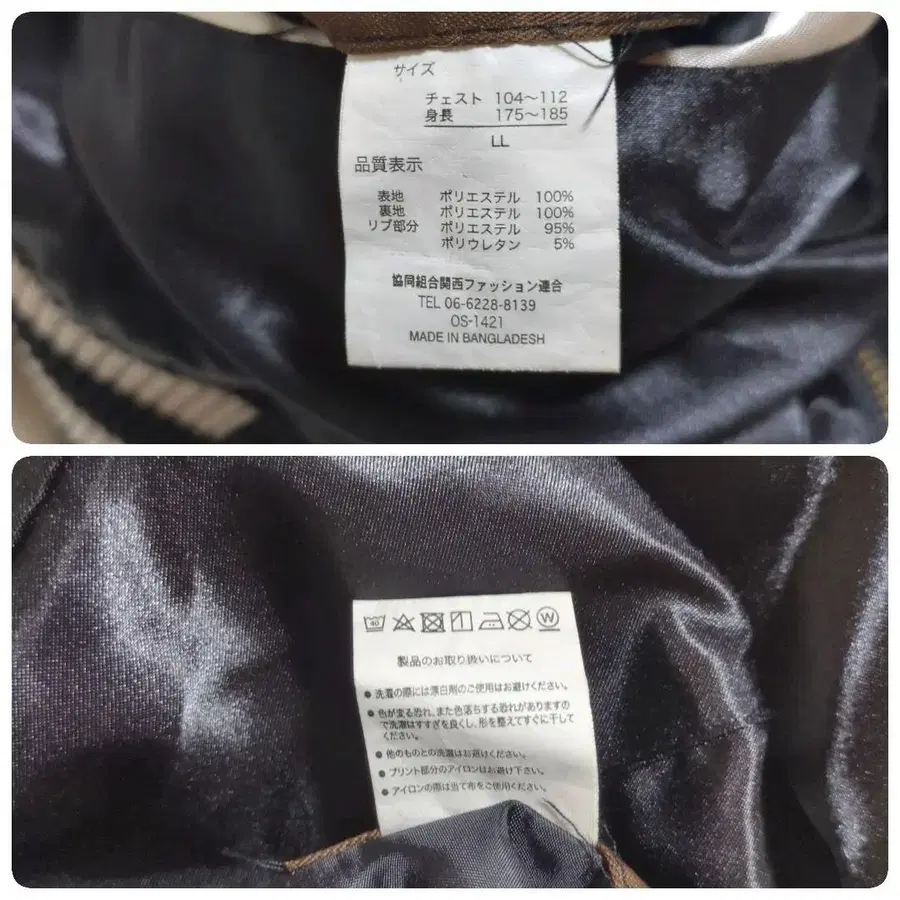 サイズ
チェスト 104～112
身長 175～185
LL
品質表示
表地 ポリエステル 100%
裏地 ポリエステル 100%
リブ部分 ポリエステル 95%
ポリウレタン 5%
協同組合関西ファッション連合
TEL 06-6228-8139
OS-1421
MADE IN BANGLADESH
40 W
製品のお取り扱いについて
●洗濯の際には漂白剤のご使用はお避けください。
●色が変る恐れ、また色落ちする恐れがありますの
で洗濯はすすぎを良くし、形を整えてすぐに干して
ください。
●他のものとの洗濯はお避けください。
●プリント部分のアイロンはお避け下さい。
●アイロンの際は当て布をご使用ください。